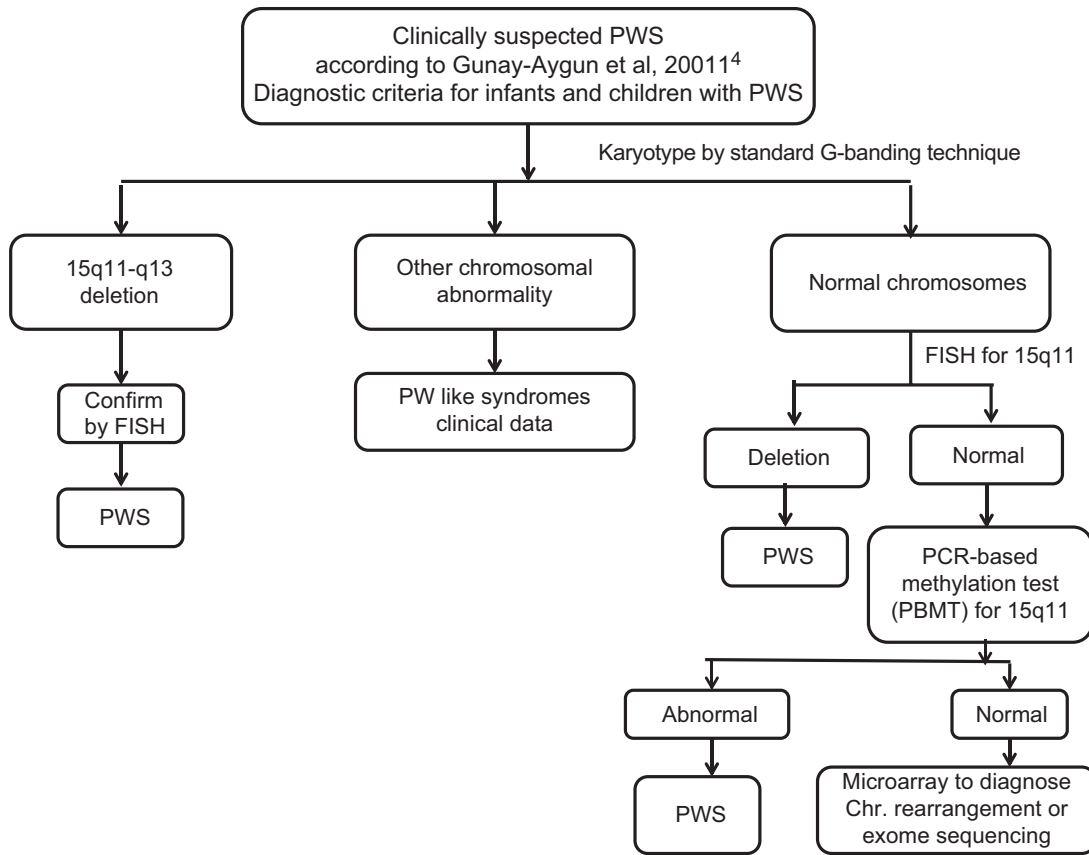 Clinically suspected PWS
according to Gunay-Aygun et al, 20011⁴
Diagnostic criteria for infants and children with PWS
Karyotype by standard G-banding technique
15q11-q13
deletion
Other chromosomal
abnormality
Normal chromosomes
FISH for 15q11
Confirm
by FISH
PW like syndromes
clinical data
Deletion
Normal
PWS
PWS
PCR-based
methylation test
(PBMT) for 15q11
Abnormal
Normal
PWS
Microarray to diagnose
Chr. rearrangement or
exome sequencing